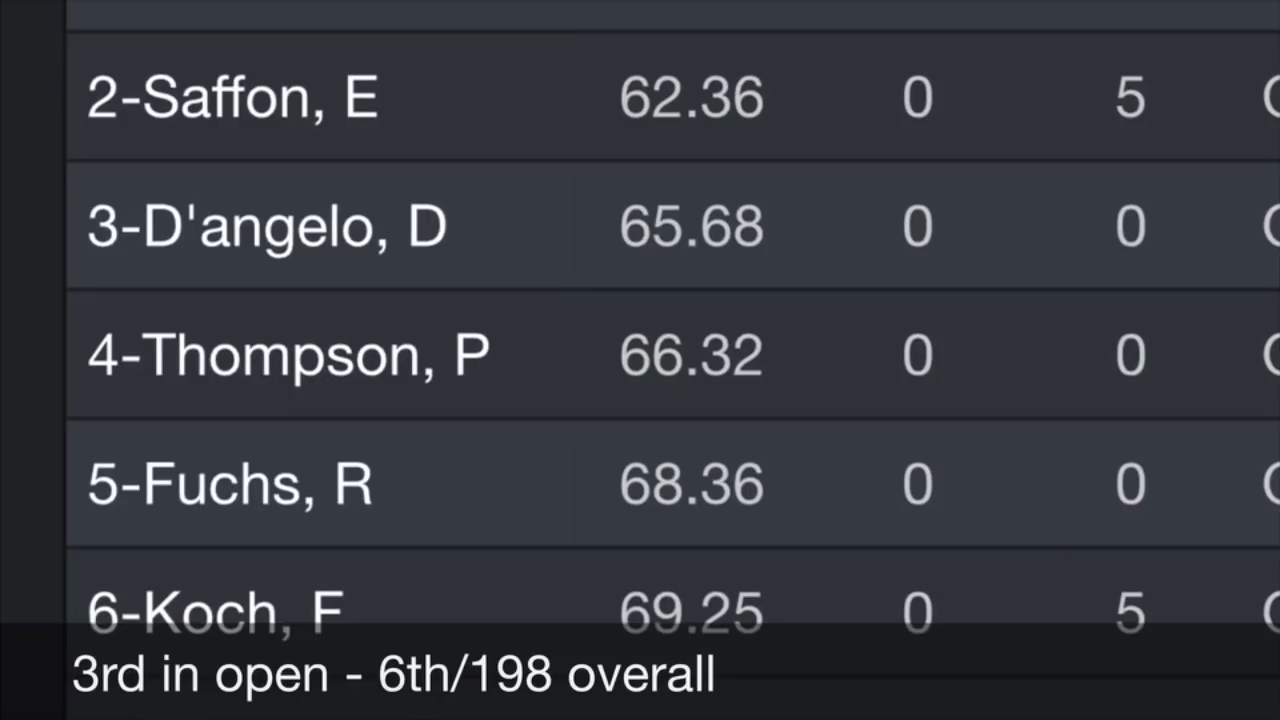 2-Saffon, E 62.36 0 5
3-D'angelo, D 65.68 0 0
4-Thompson, P 66.32 0 0
5-Fuchs, R 68.36 0 0
6-Koch, F 69.25 0 5
3rd in open - 6th/198 overall